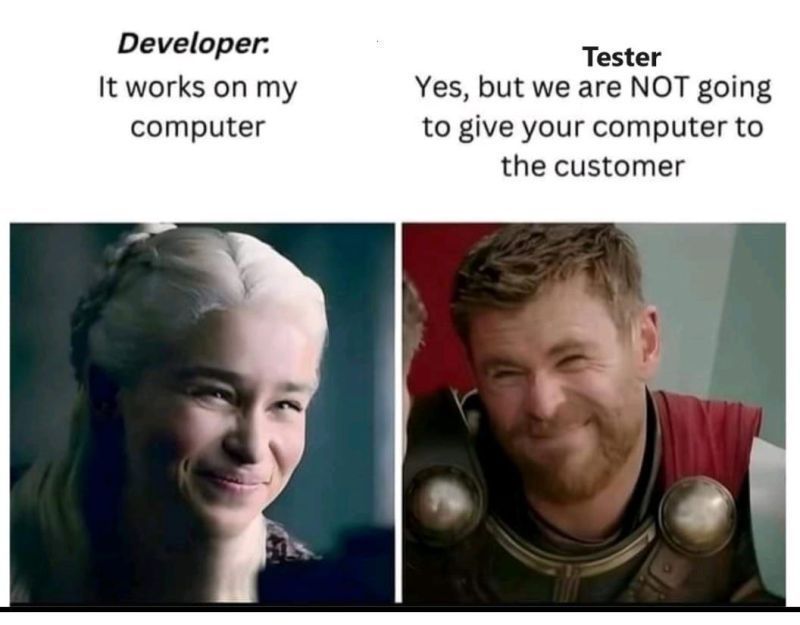 Developer:
It works on my
computer
Tester
Yes, but we are NOT going
to give your computer to
the customer